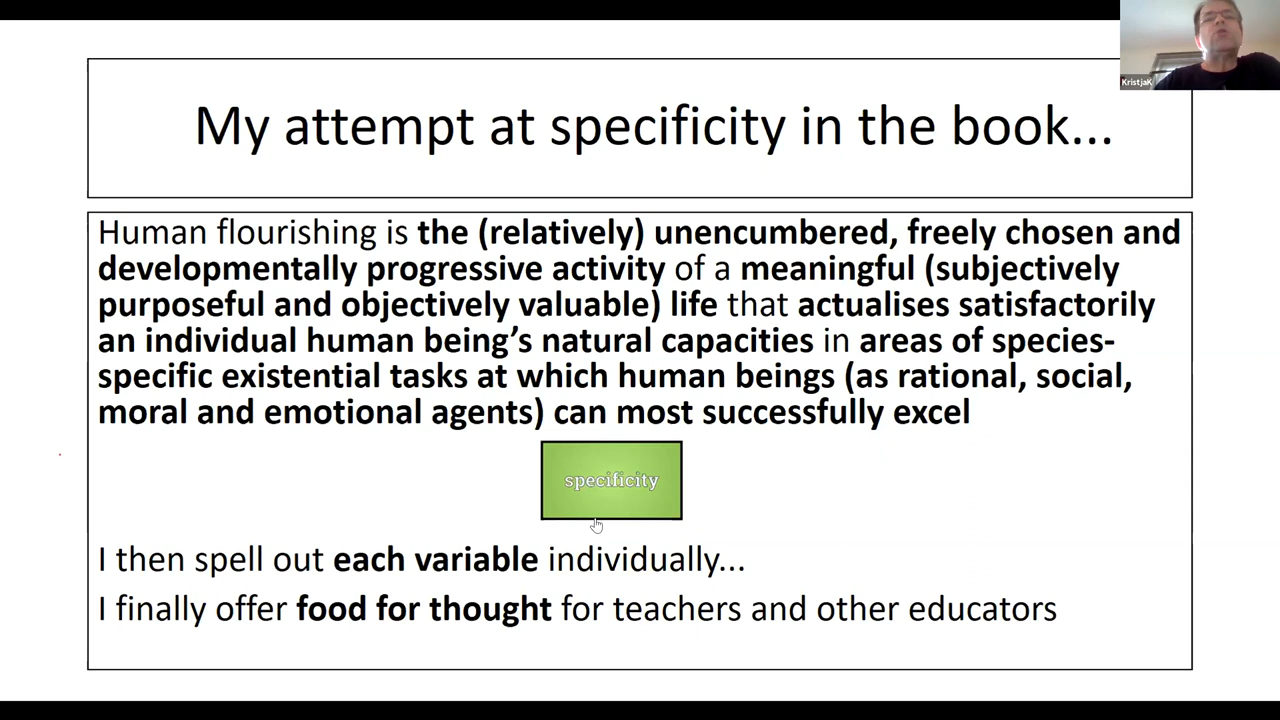 KristjaK
My attempt at specificity in the book...
Human flourishing is the (relatively) unencumbered, freely chosen and
developmentally progressive activity of a meaningful (subjectively
purposeful and objectively valuable) life that actualises satisfactorily
an individual human being’s natural capacities in areas of species-
specific existential tasks at which human beings (as rational, social,
moral and emotional agents) can most successfully excel
specificity
I then spell out each variable individually...
I finally offer food for thought for teachers and other educators